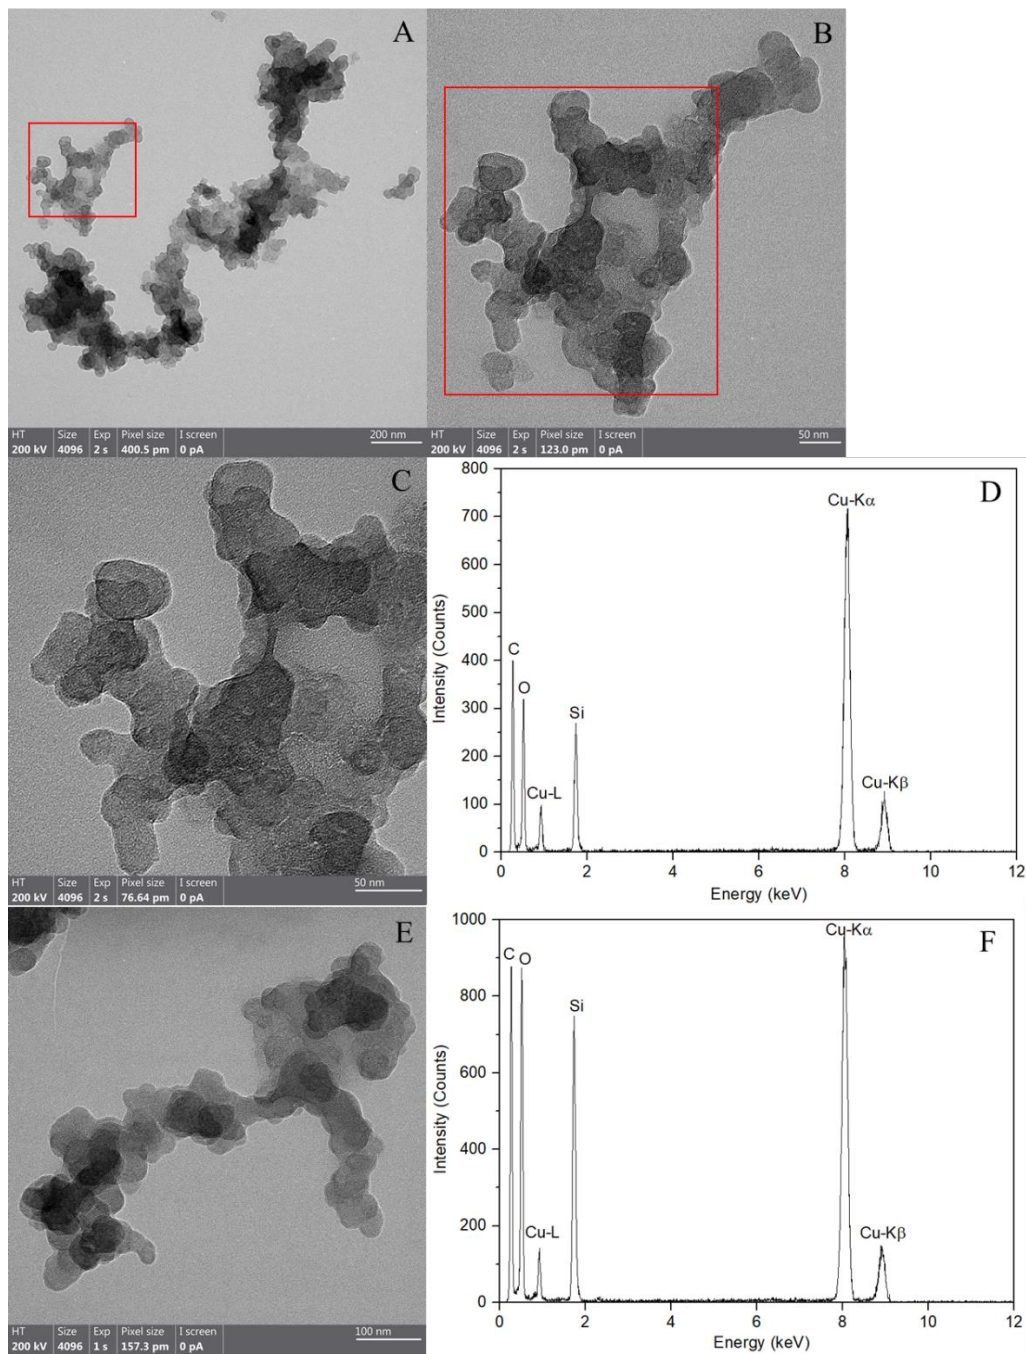 A
HT Size Exp Pixel size I screen
200 kV 4096 2 s 400.5 pm 0 pA
200 nm
B
HT Size Exp Pixel size I screen
200 kV 4096 2 s 123.0 pm 0 pA
50 nm
C
HT Size Exp Pixel size I screen
200 kV 4096 2 s 76.64 pm 0 pA
50 nm
D
800
700
600
500
400
300
200
100
0
Intensity (Counts)
C
O
Cu-L
Si
Cu-Kα
Cu-Kβ
0 2 4 6 8 10 12
Energy (keV)
E
HT Size Exp Pixel size I screen
200 kV 4096 1 s 157.3 pm 0 pA
100 nm
F
1000
800
600
400
200
0
Intensity (Counts)
C
O
Cu-L
Si
Cu-Kα
Cu-Kβ
0 2 4 6 8 10 12
Energy (keV)